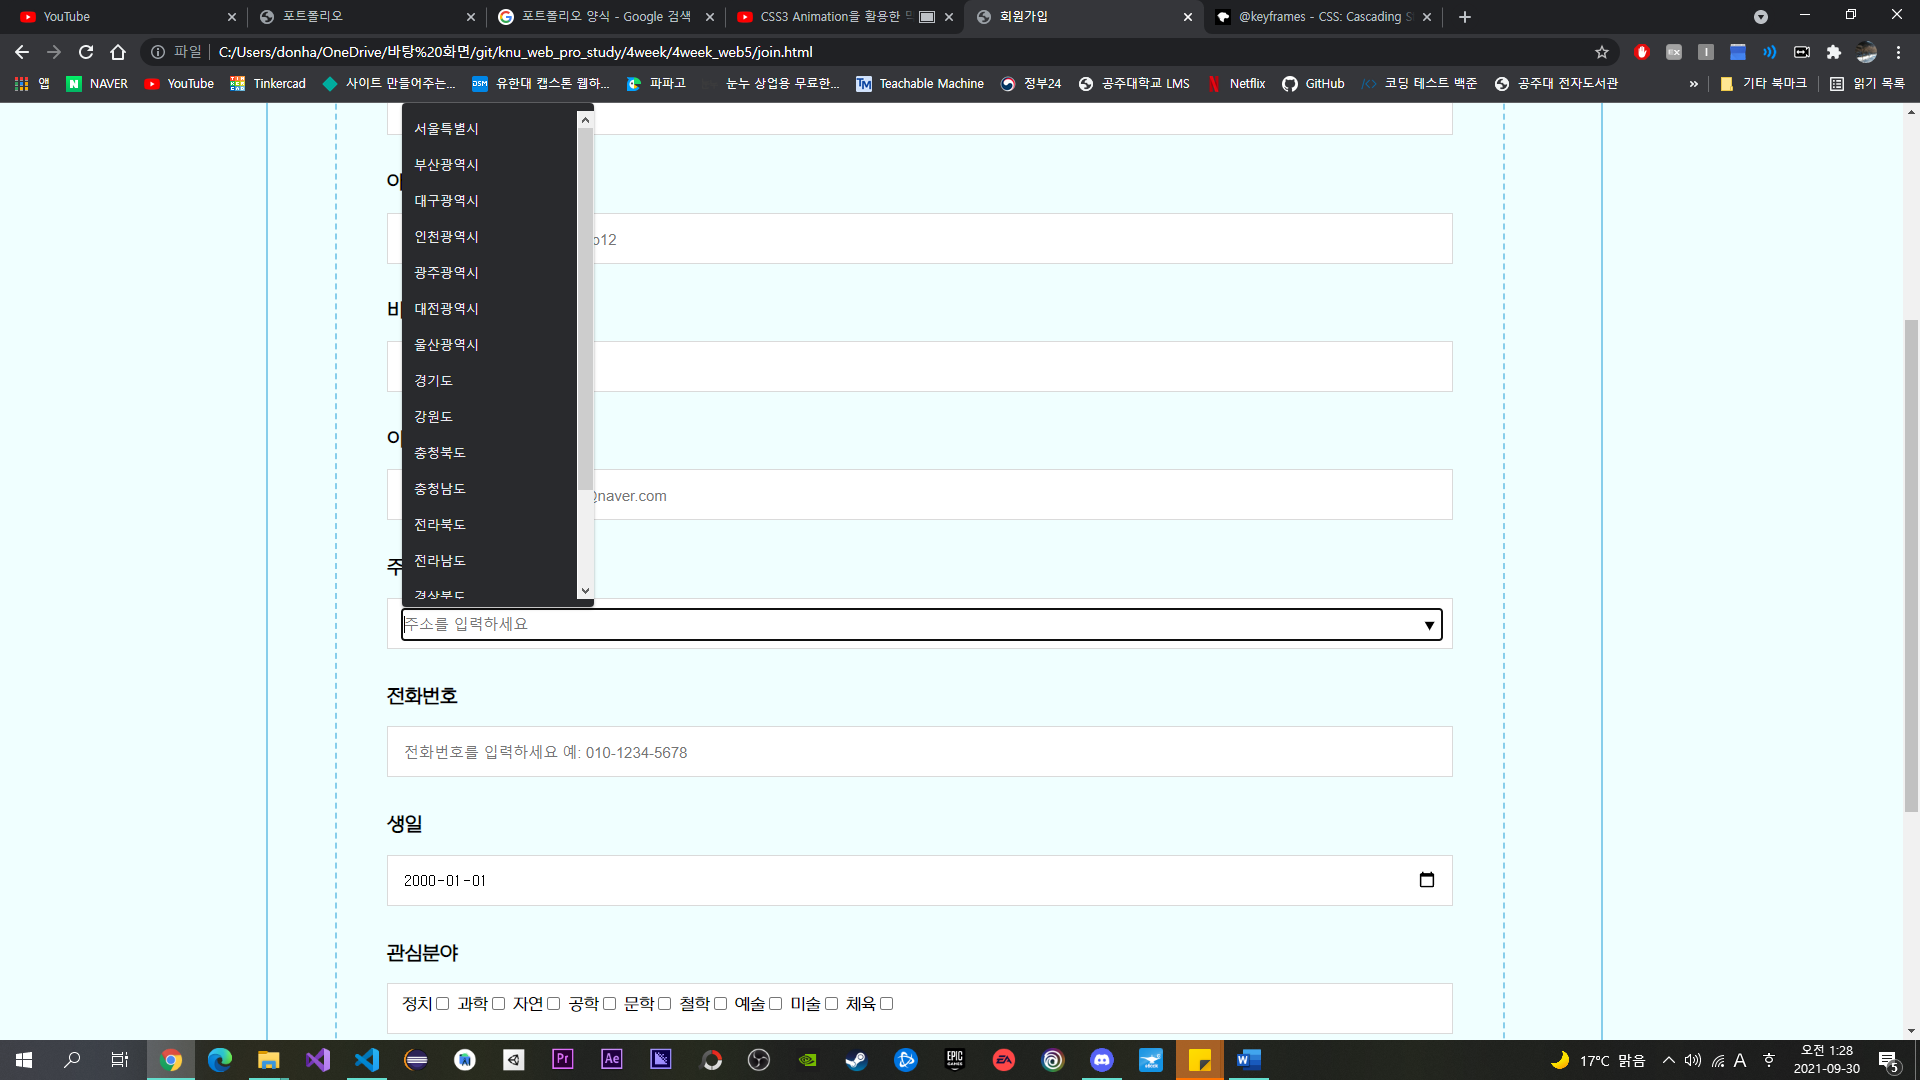 YouTube
포트폴리오
포트폴리오 양식 - Google 검색
CSS3 Animation을 활용한
회원가입
@keyframes - CSS: Cascading S
파일
C:/Users/donha/OneDrive/바탕%20화면/git/knu_web_pro_study/4week/4week_web5/join.html
앱
NAVER
YouTube
Tinkercad
사이트 만들어주는...
유한대 캡스톤 웹하...
파파고
눈누 상업용 무료한...
Teachable Machine
정부24
공주대학교 LMS
Netflix
GitHub
코딩 테스트 백준
공주대 전자도서관
»
기타 북마크
읽기 목록
서울특별시
부산광역시
대구광역시
인천광역시
광주광역시
대전광역시
울산광역시
경기도
강원도
충청북도
충청남도
전라북도
전라남도
경상북도
12
@naver.com
주
주소를 입력하세요
전화번호
전화번호를 입력하세요 예: 010-1234-5678
생일
2000-01-01
관심분야
정치 과학 자연 공학 문학 철학 예술 미술 체육
17°C 맑음
A
오전 1:28
2021-09-30
5